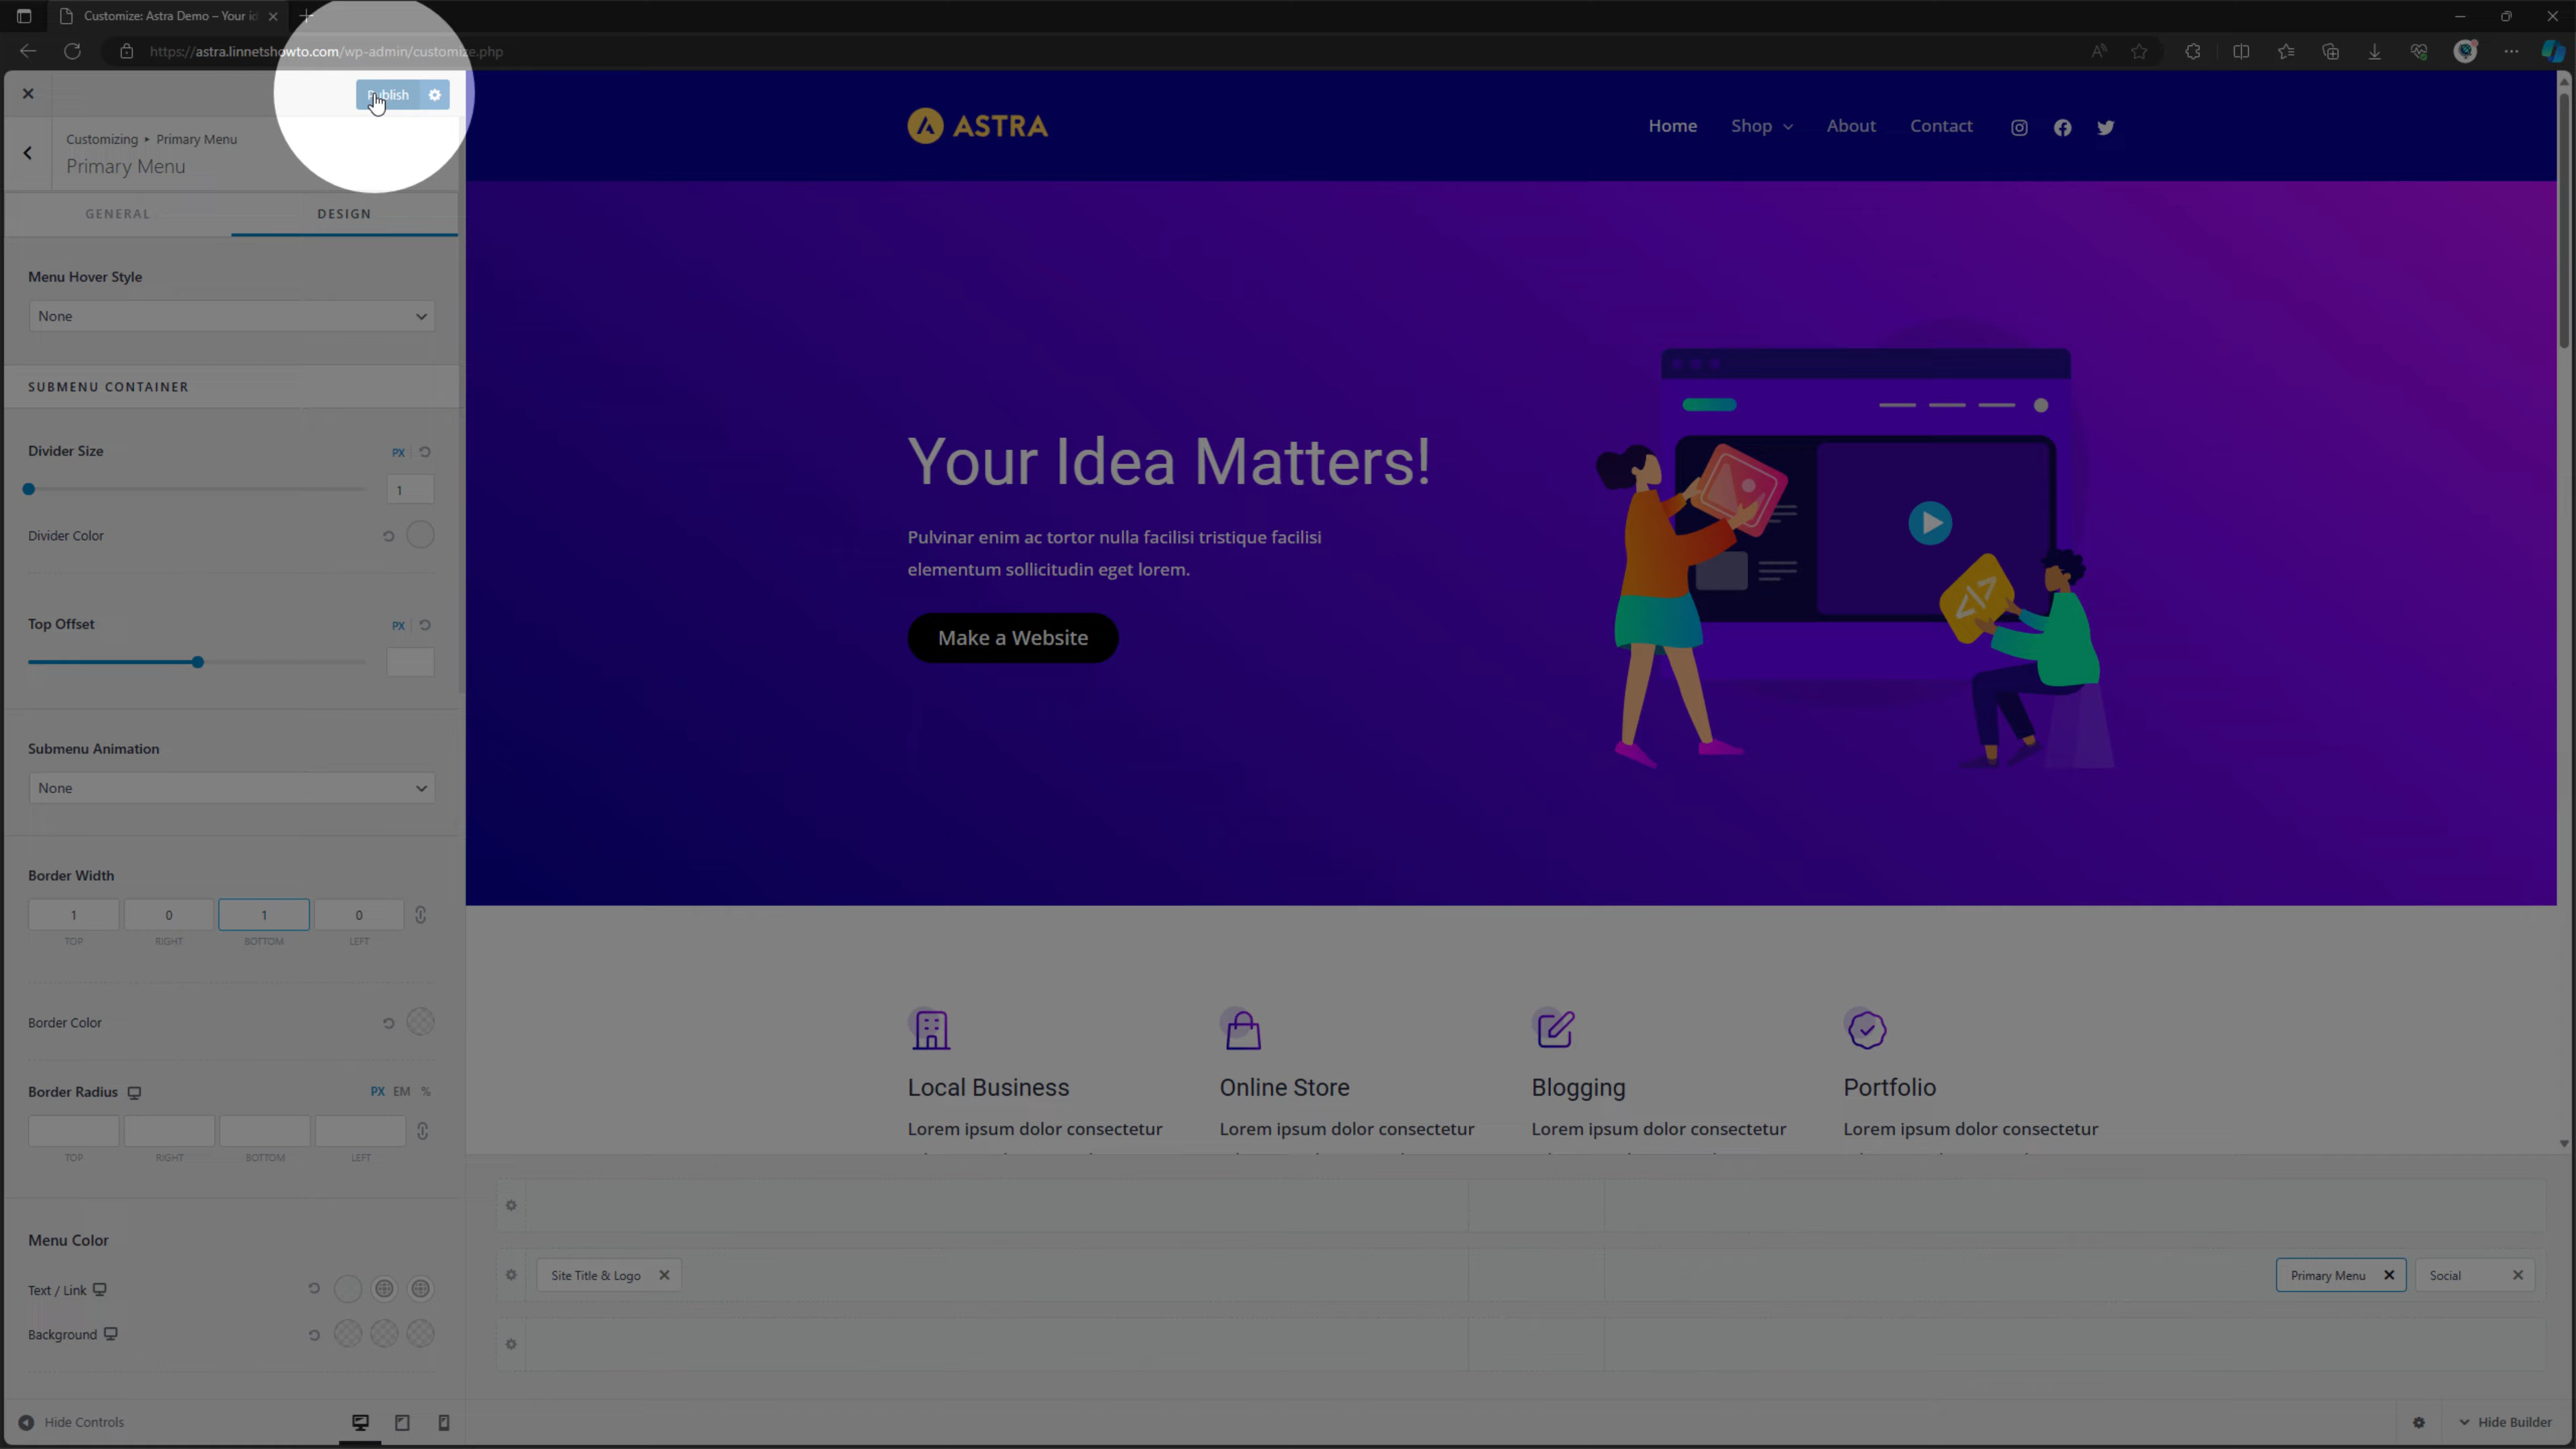 Customize: Astra Demo – Your id
https://astra.linnetshowto.com/wp-admin/customize.php
Publish
Customizing ▸ Primary Menu
Primary Menu
GENERAL
DESIGN
Menu Hover Style
None
SUBMENU CONTAINER
Divider Size
PX
1
Divider Color
Top Offset
PX
Submenu Animation
None
Border Width
1 0 1 0
TOP RIGHT BOTTOM LEFT
Border Color
Border Radius
PX EM %
TOP RIGHT BOTTOM LEFT
Menu Color
Text / Link
Background
Hide Controls
ASTRA
Home Shop About Contact
Your Idea Matters!
Pulvinar enim ac tortor nulla facilisi tristique facilisi
elementum sollicitudin eget lorem.
Make a Website
</>
Local Business
Lorem ipsum dolor consectetur
Online Store
Lorem ipsum dolor consectetur
Blogging
Lorem ipsum dolor consectetur
Portfolio
Lorem ipsum dolor consectetur
Site Title & Logo
Primary Menu
Social
Hide Builder